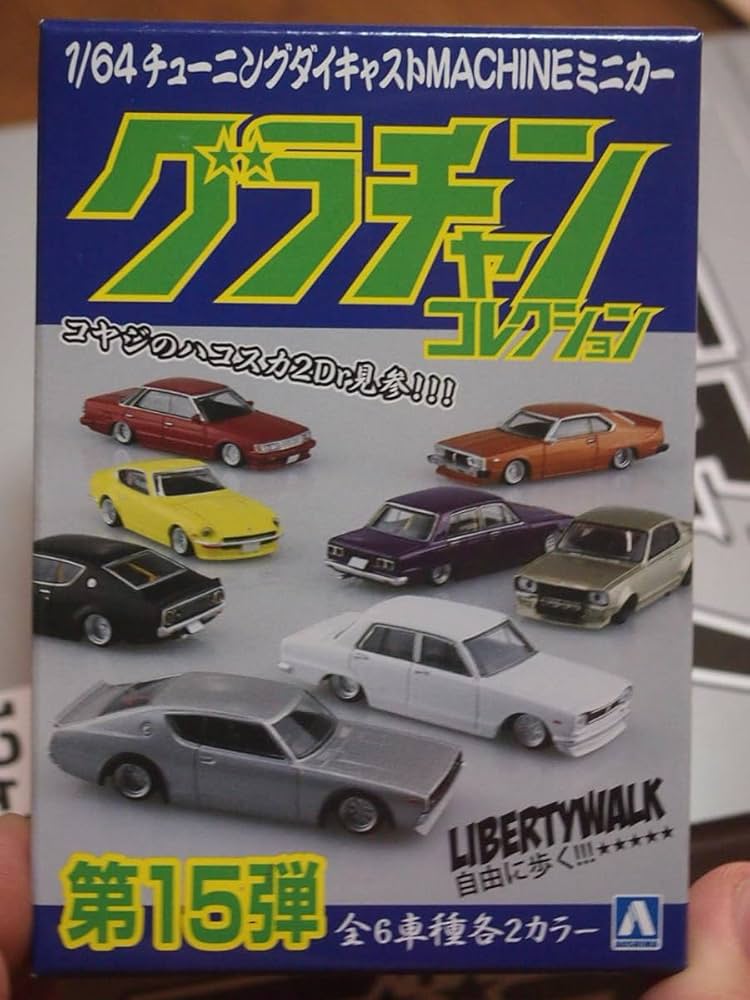 1/64チューニングダイキャストMACHINEミニカー
グラチャン
コレクション
コヤジのハコスカ2Dr見参!!!
LIBERTYWALK
自由に歩く!!!★★★★★
第15弾
全6車種各2カラー
AOSHIMA